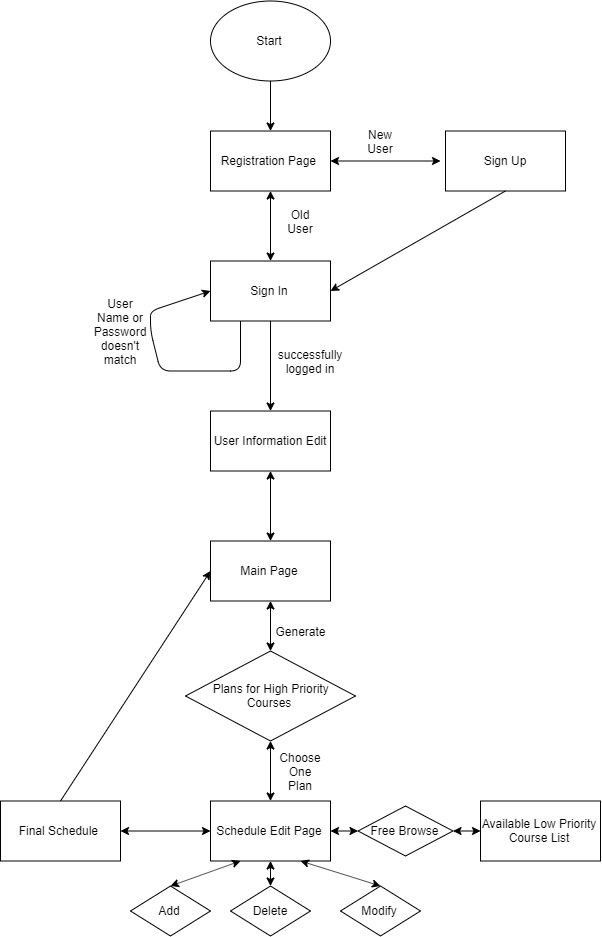 Start
Registration Page
New
User
Sign Up
Old
User
Sign In
User
Name or
Password
doesn't
match
successfully
logged in
User Information Edit
Main Page
Generate
Plans for High Priority
Courses
Choose
One
Plan
Final Schedule
Schedule Edit Page
Free Browse
Available Low Priority
Course List
Add
Delete
Modify